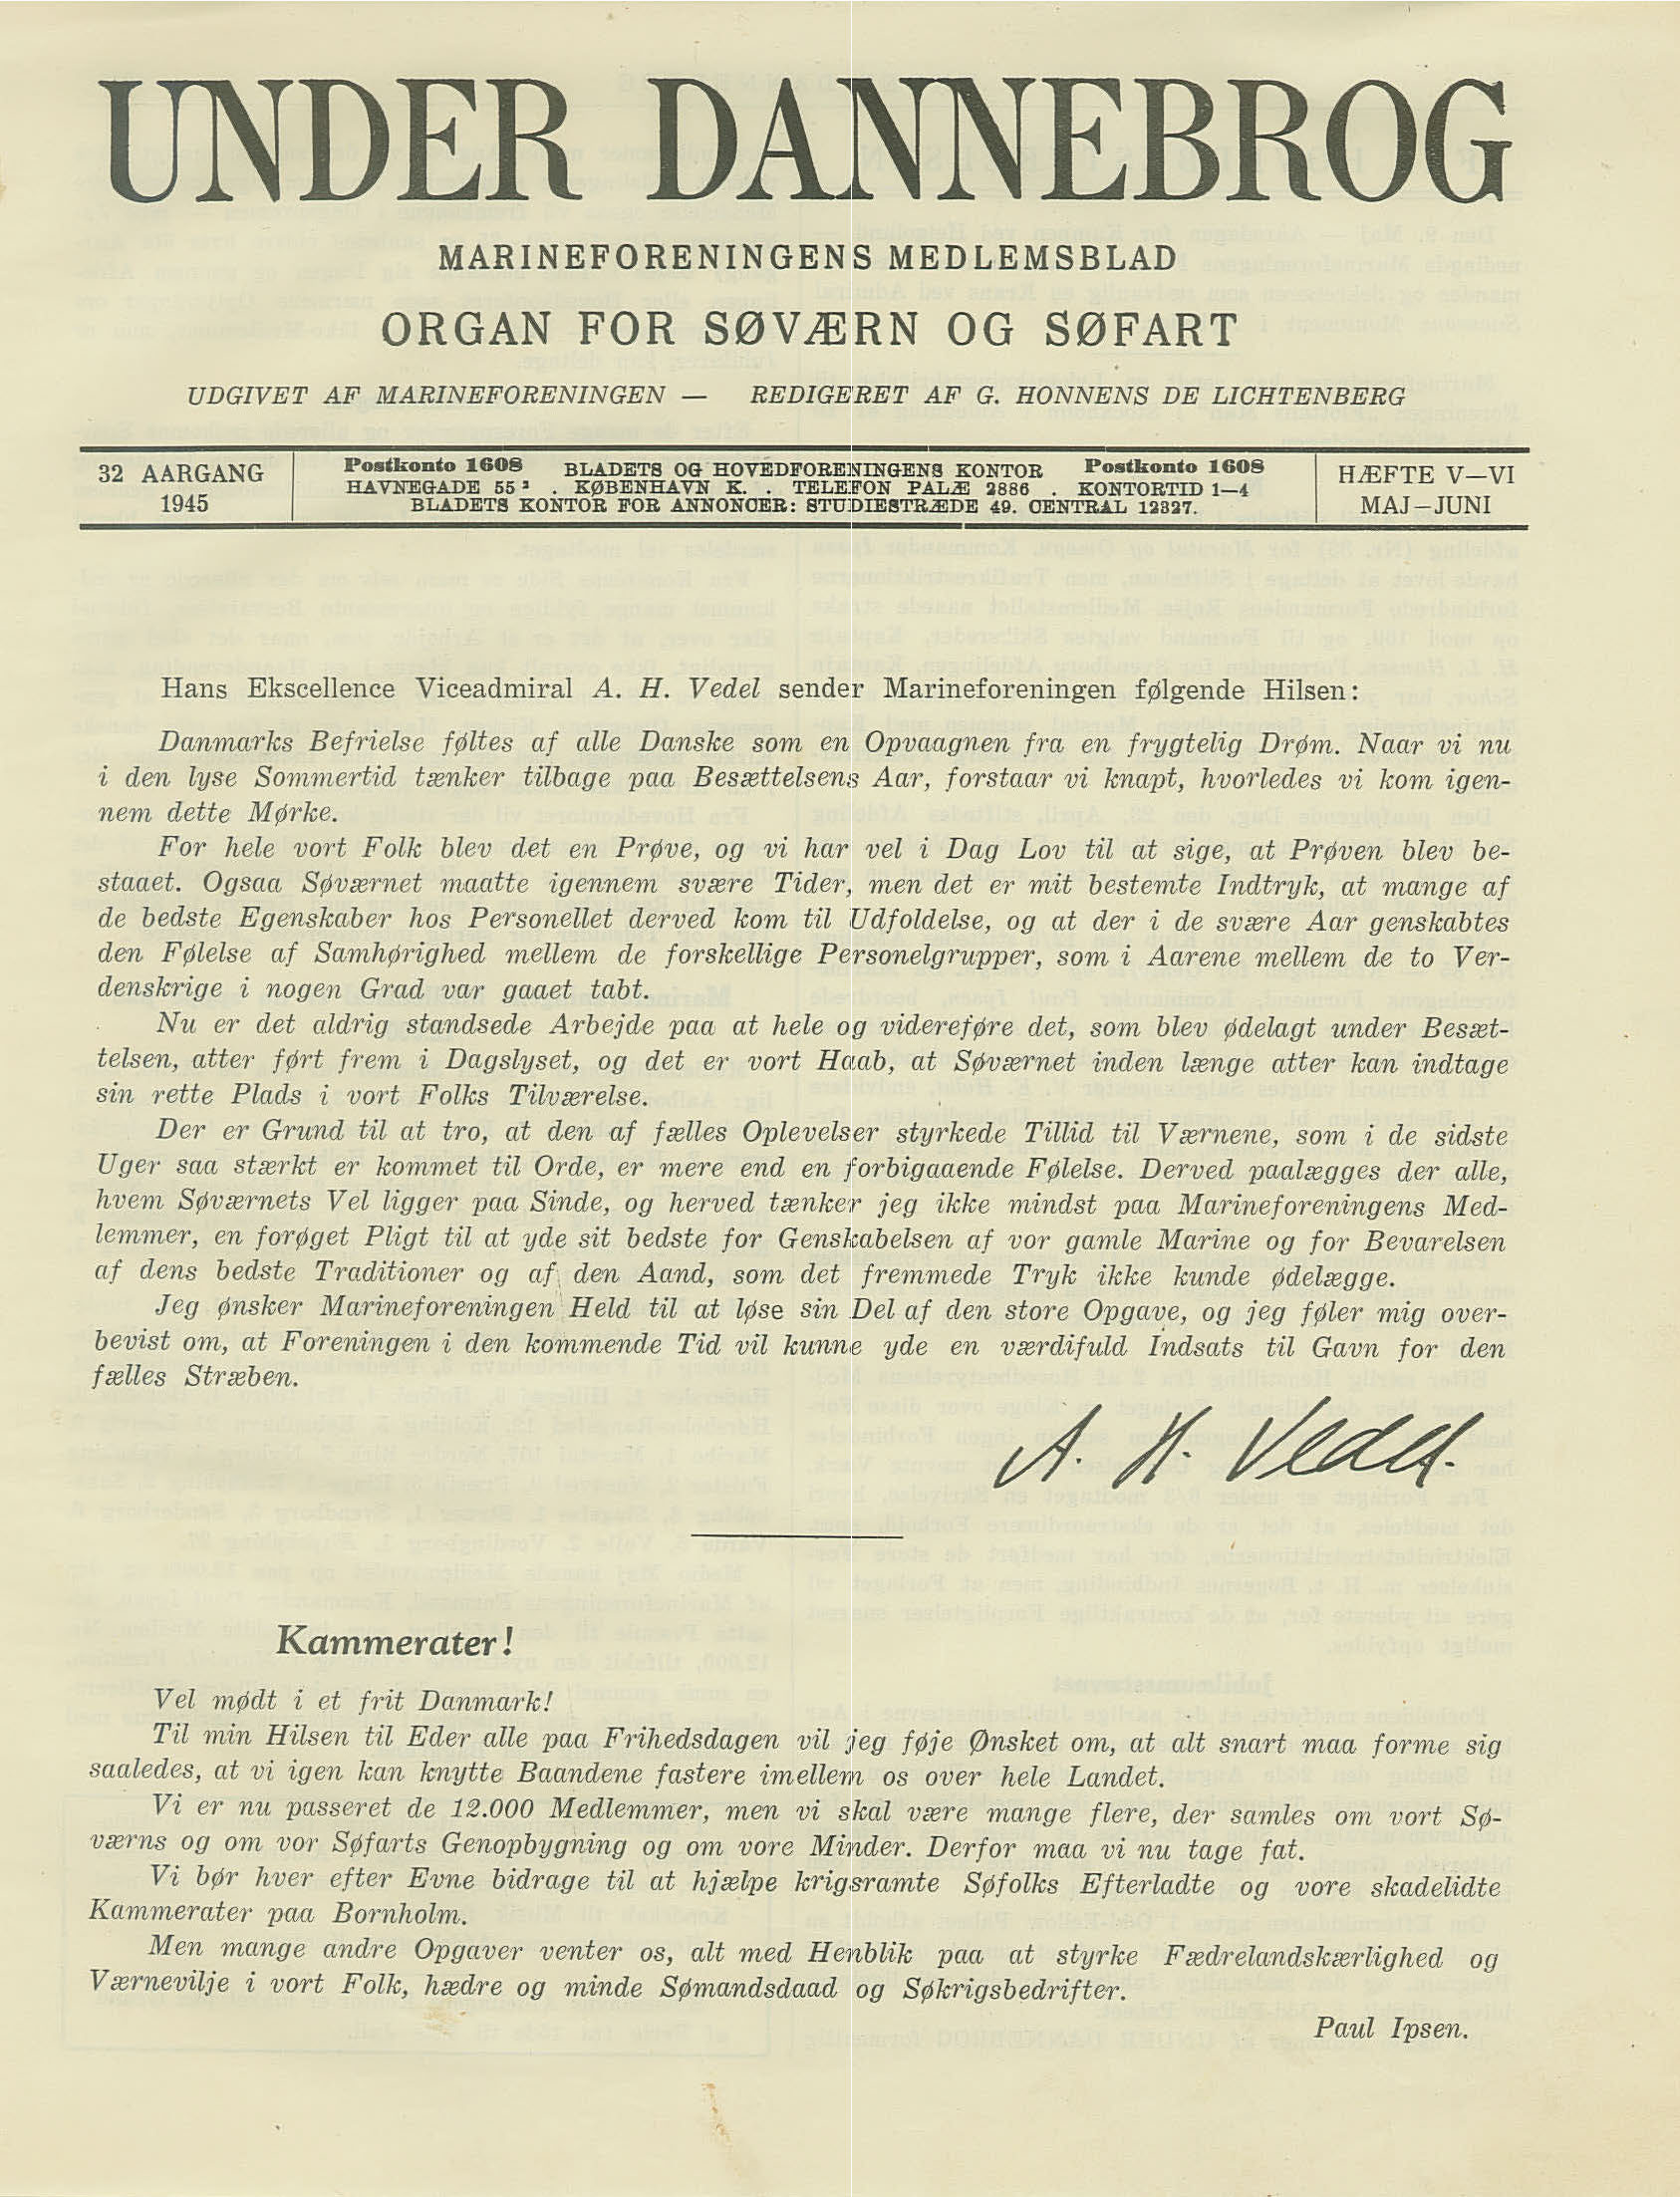 UNDER DANNEBROG
MARINEFORENINGENS MEDLEMSBLAD
ORGAN FOR SØVÆRN OG SØFART
UDGIVET AF MARINEFORENINGEN — REDIGERET AF G. HONNENS DE LICHTENBERG
32 AARGANG
1945
Postkonto 1608 BLADETS OG HOVEDFORENINGENS KONTOR Postkonto 1608
HAVNEGADE 55² . KØBENHAVN K. . TELEFON PALÆ 2886 . KONTORTID 1—4
BLADETS KONTOR FOR ANNONCER: STUDIESTRÆDE 49. CENTRAL 12327.
HÆFTE V—VI
MAJ—JUNI
Hans Ekscellence Viceadmiral A. H. Vedel sender Marineforeningen følgende Hilsen:
Danmarks Befrielse føltes af alle Danske som en Opvaagnen fra en frygtelig Drøm. Naar vi nu
i den lyse Sommertid tænker tilbage paa Besættelsens Aar, forstaar vi knapt, hvorledes vi kom igen-
nem dette Mørke.
For hele vort Folk blev det en Prøve, og vi har vel i Dag Lov til at sige, at Prøven blev be-
staaet. Ogsaa Søværnet maatte igennem svære Tider, men det er mit bestemte Indtryk, at mange af
de bedste Egenskaber hos Personellet derved kom til Udfoldelse, og at der i de svære Aar genskabtes
den Følelse af Samhørighed mellem de forskellige Personelgrupper, som i Aarene mellem de to Ver-
denskrige i nogen Grad var gaaet tabt.
Nu er det aldrig standsede Arbejde paa at hele og videreføre det, som blev ødelagt under Besæt-
telsen, atter ført frem i Dagslyset, og det er vort Haab, at Søværnet inden længe atter kan indtage
sin rette Plads i vort Folks Tilværelse.
Der er Grund til at tro, at den af fælles Oplevelser styrkede Tillid til Værnene, som i de sidste
Uger saa stærkt er kommet til Orde, er mere end en forbigaaende Følelse. Derved paalægges der alle,
hvem Søværnets Vel ligger paa Sinde, og herved tænker jeg ikke mindst paa Marineforeningens Med-
lemmer, en forøget Pligt til at yde sit bedste for Genskabelsen af vor gamle Marine og for Bevarelsen
af dens bedste Traditioner og af den Aand, som det fremmede Tryk ikke kunde ødelægge.
Jeg ønsker Marineforeningen Held til at løse sin Del af den store Opgave, og jeg føler mig over-
bevist om, at Foreningen i den kommende Tid vil kunne yde en værdifuld Indsats til Gavn for den
fælles Stræben.
A. H. Vedel.
Kammerater!
Vel mødt i et frit Danmark!
Til min Hilsen til Eder alle paa Frihedsdagen vil jeg føje Ønsket om, at alt snart maa forme sig
saaledes, at vi igen kan knytte Baandene fastere imellem os over hele Landet.
Vi er nu passeret de 12.000 Medlemmer, men vi skal være mange flere, der samles om vort Sø-
værns og om vor Søfarts Genopbygning og om vore Minder. Derfor maa vi nu tage fat.
Vi bør hver efter Evne bidrage til at hjælpe krigsramte Søfolks Efterladte og vore skadelidte
Kammerater paa Bornholm.
Men mange andre Opgaver venter os, alt med Henblik paa at styrke Fædrelandskærlighed og
Værnevilje i vort Folk, hædre og minde Sømandsdaad og Søkrigsbedrifter.
Paul Ipsen.